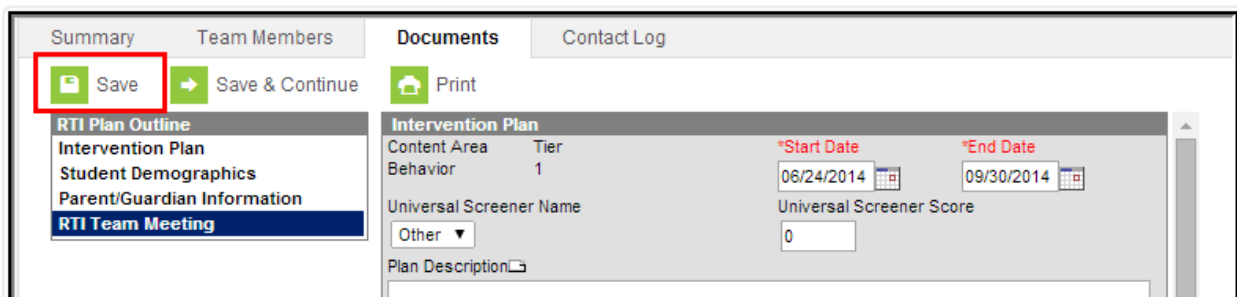 Summary Team Members Documents Contact Log
Save Save & Continue Print
RTI Plan Outline
Intervention Plan
Student Demographics
Parent/Guardian Information
RTI Team Meeting
Intervention Plan
Content Area Tier *Start Date *End Date
Behavior 1 06/24/2014 09/30/2014
Universal Screener Name Universal Screener Score
Other 0
Plan Description